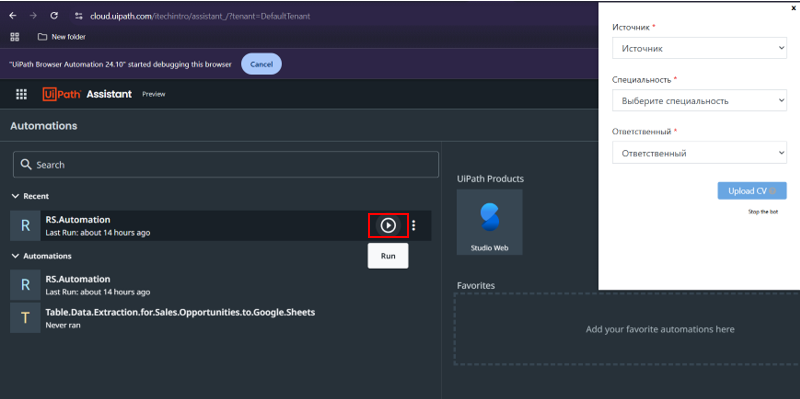 cloud.uipath.com/itechintro/assistant_/?tenant=DefaultTenant
New folder
"UiPath Browser Automation 24.10" started debugging this browser
Cancel
UiPath Assistant Preview
Automations
Search
Recent
R
RS.Automation
Last Run: about 14 hours ago
Run
Automations
R
RS.Automation
Last Run: about 14 hours ago
T
Table.Data.Extraction.for.Sales.Opportunities.to.Google.Sheets
Never ran
UiPath Products
Studio Web
Favorites
Add your favorite automations here
x
Источник *
Источник
Специальность *
Выберите специальность
Ответственный *
Ответственный
Upload CV
Stop the bot